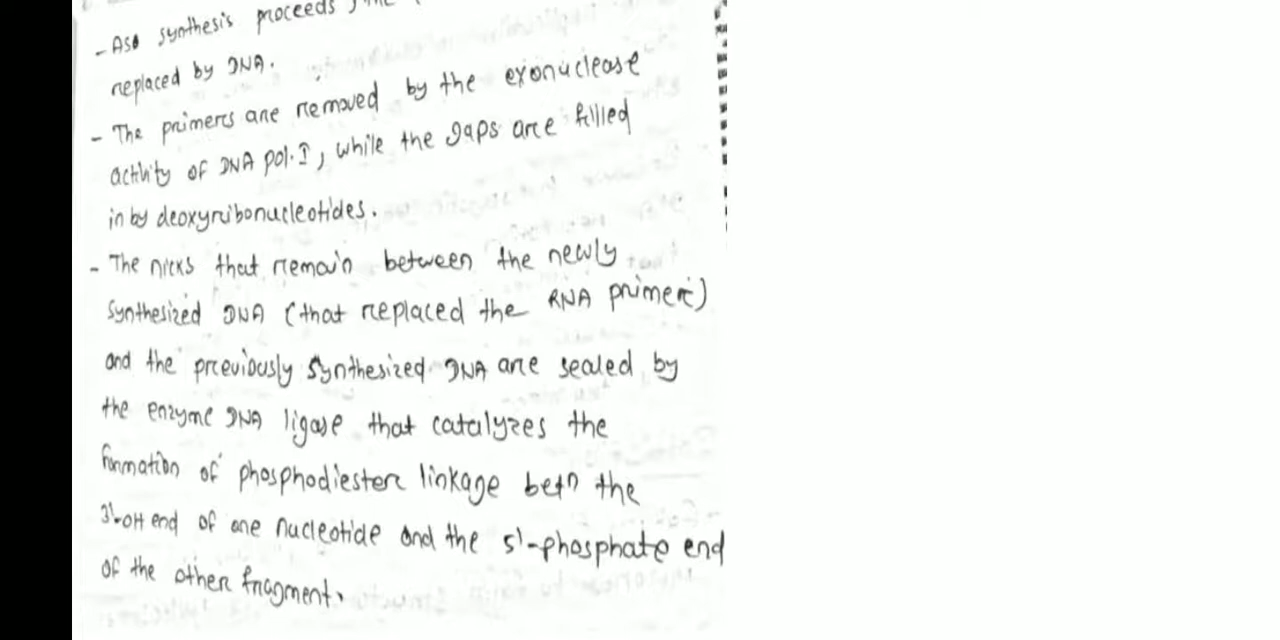 - As synthesis proceeds, the
replaced by DNA.
- The primers are removed by the exonuclease
activity of DNA pol. I, while the gaps are filled
in by deoxyribonucleotides.
- The nicks that remain between the newly
synthesized DNA (that replaced the RNA primer)
and the previously synthesized DNA are sealed by
the enzyme DNA ligase that catalyzes the
formation of phosphodiester linkage betn the
3'-OH end of one nucleotide and the 5'-phosphate end
of the other fragment.